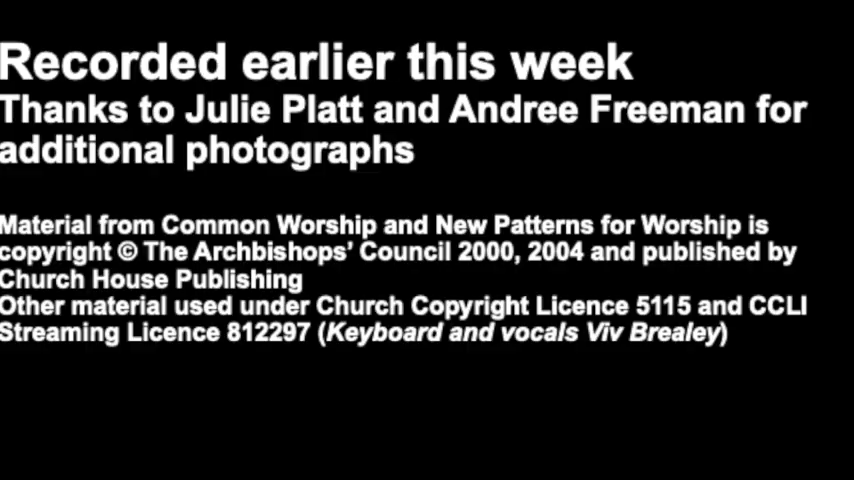 Recorded earlier this week
Thanks to Julie Platt and Andree Freeman for
additional photographs
Material from Common Worship and New Patterns for Worship is
copyright © The Archbishops’ Council 2000, 2004 and published by
Church House Publishing
Other material used under Church Copyright Licence 5115 and CCLI
Streaming Licence 812297 (Keyboard and vocals Viv Brealey)